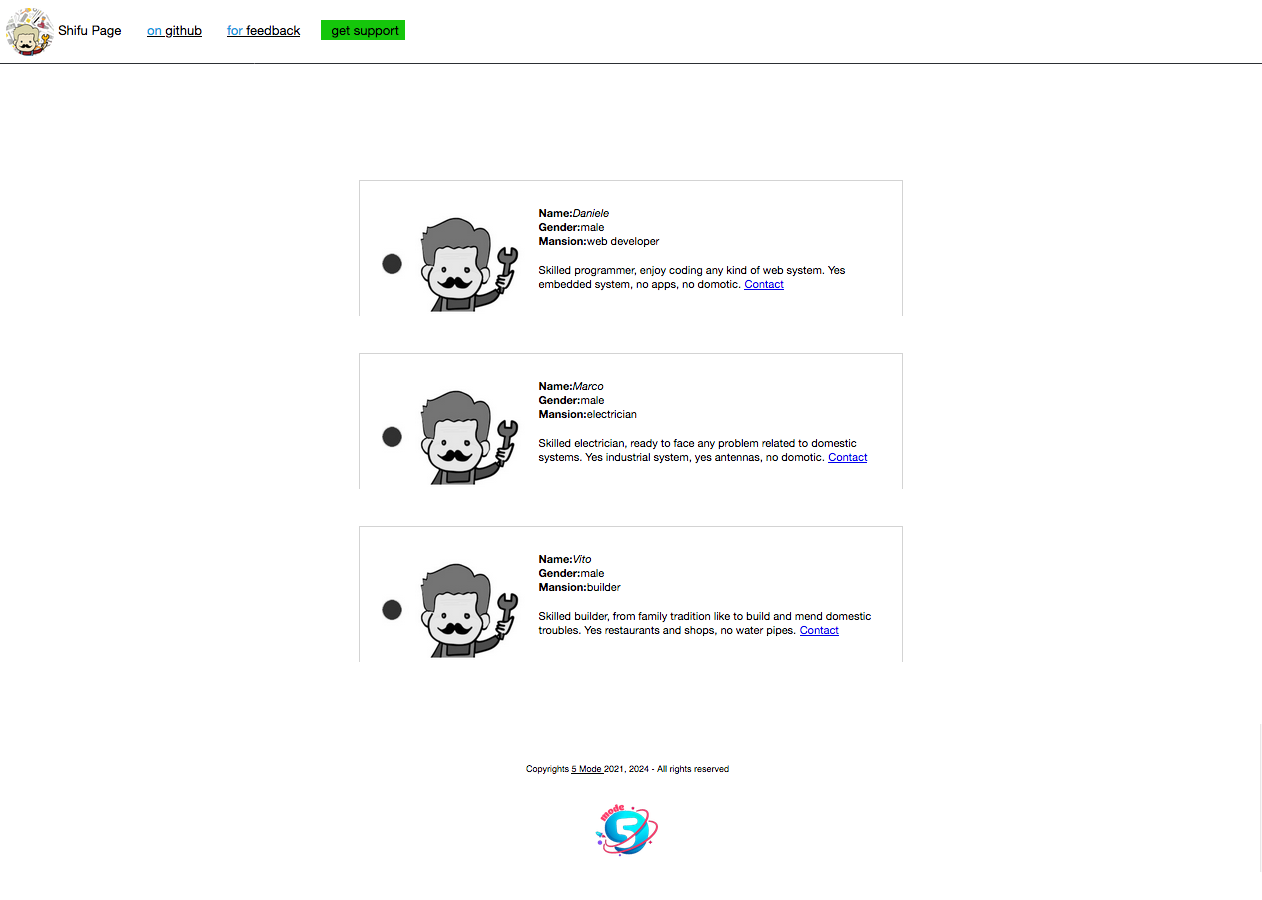 Shifu Page on github for feedback get support
Name:Daniele
Gender:male
Mansion:web developer
Skilled programmer, enjoy coding any kind of web system. Yes
embedded system, no apps, no domotic. Contact
Name:Marco
Gender:male
Mansion:electrician
Skilled electrician, ready to face any problem related to domestic
systems. Yes industrial system, yes antennas, no domotic. Contact
Name:Vito
Gender:male
Mansion:builder
Skilled builder, from family tradition like to build and mend domestic
troubles. Yes restaurants and shops, no water pipes. Contact
Copyrights 5 Mode 2021, 2024 - All rights reserved
mode
5